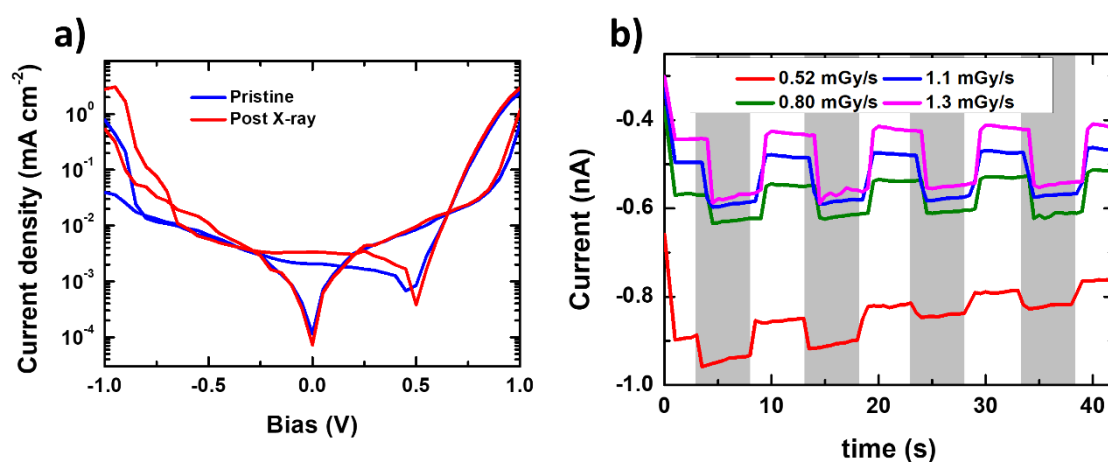 a)
Current density (mA cm⁻²)
10⁰
10⁻¹
10⁻²
10⁻³
10⁻⁴
Pristine
Post X-ray
-1.0 -0.5 0.0 0.5 1.0
Bias (V)
b)
Current (nA)
-0.4
-0.6
-0.8
-1.0
0.52 mGy/s 1.1 mGy/s
0.80 mGy/s 1.3 mGy/s
0 10 20 30 40
time (s)